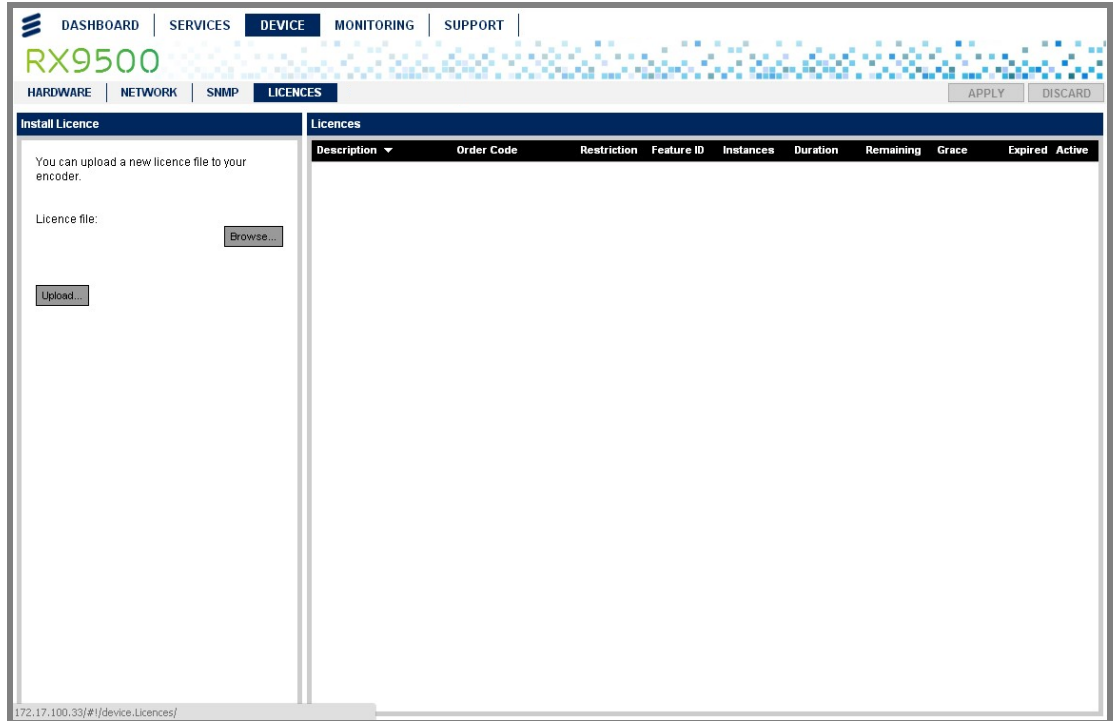 DASHBOARD SERVICES DEVICE MONITORING SUPPORT
RX9500
HARDWARE NETWORK SNMP LICENCES APPLY DISCARD
Install Licence
You can upload a new licence file to your
encoder.
Licence file:
Browse...
Upload...
Licences
Description Order Code Restriction Feature ID Instances Duration Remaining Grace Expired Active
172.17.100.33/#!/device.Licences/